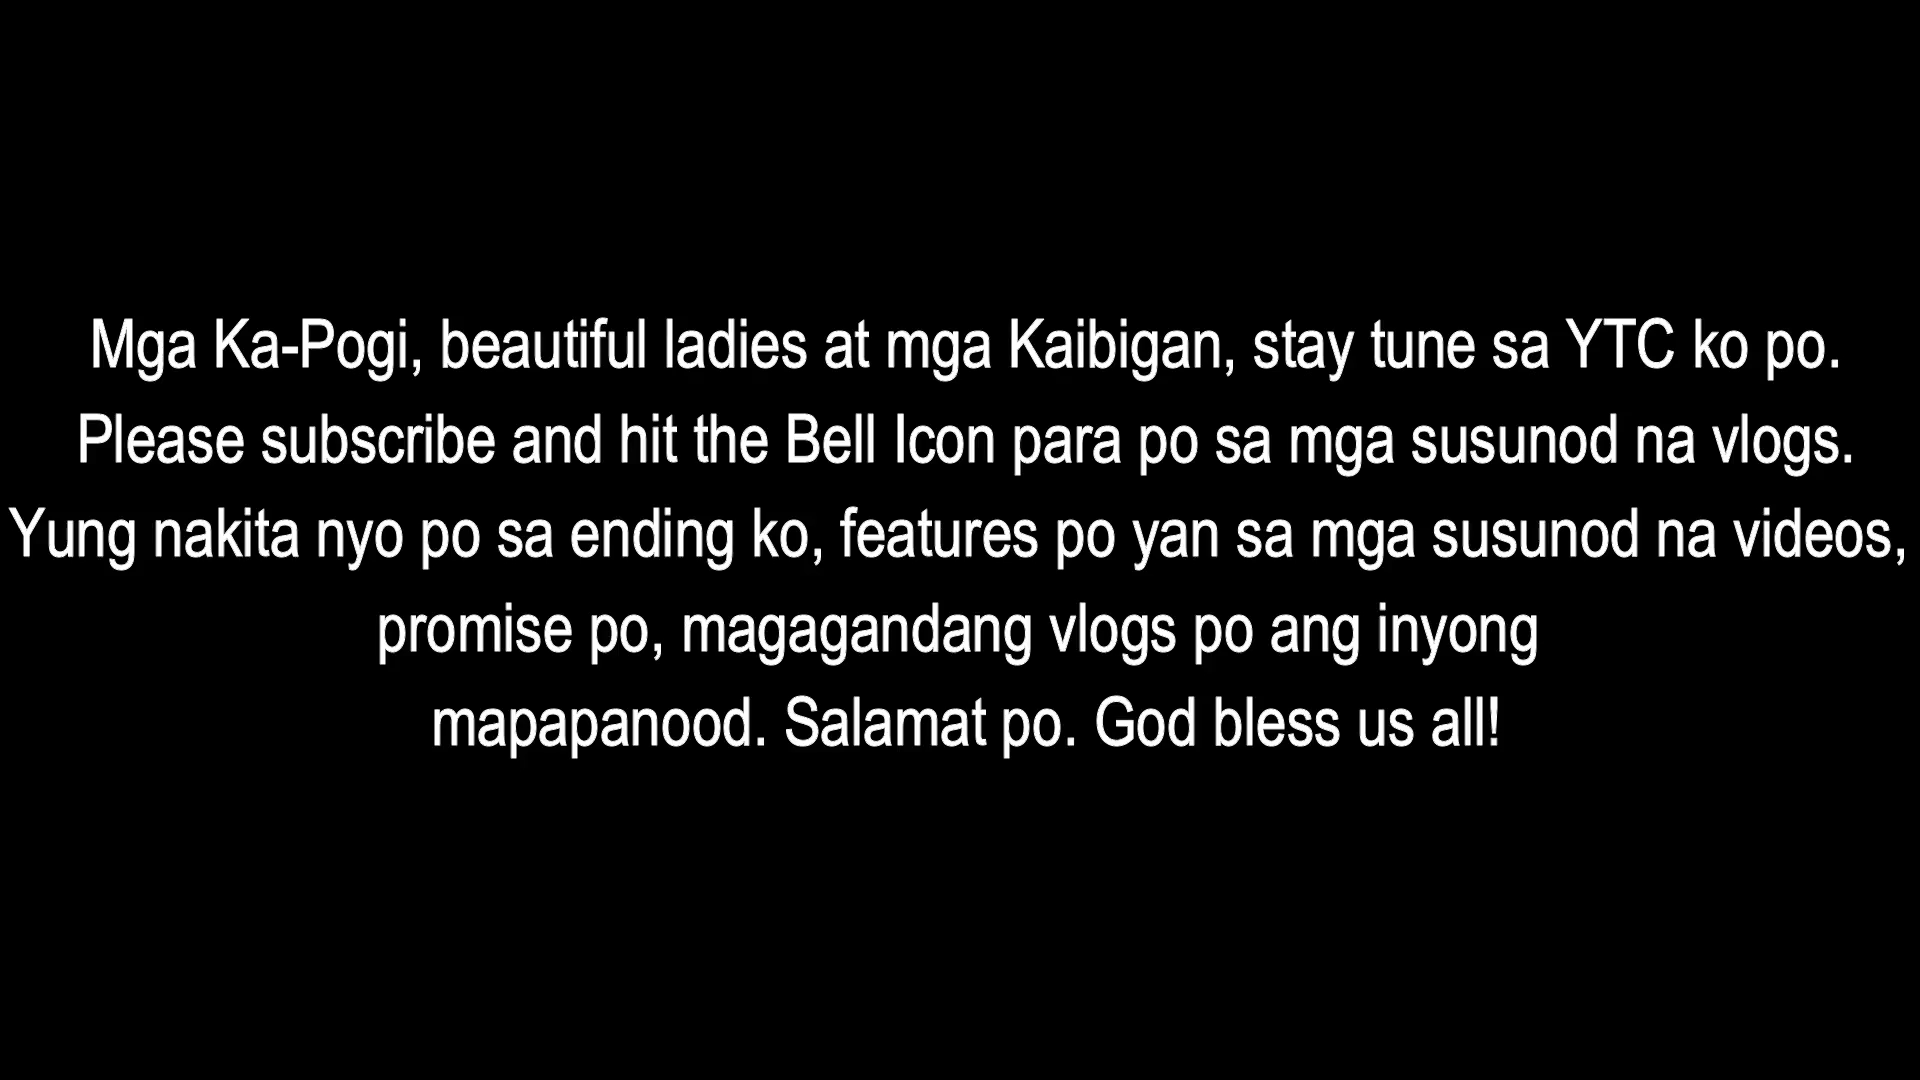 Mga Ka-Pogi, beautiful ladies at mga Kaibigan, stay tune sa YTC ko po.
Please subscribe and hit the Bell Icon para po sa mga susunod na vlogs.
Yung nakita nyo po sa ending ko, features po yan sa mga susunod na videos,
promise po, magagandang vlogs po ang inyong
mapapanood. Salamat po. God bless us all!